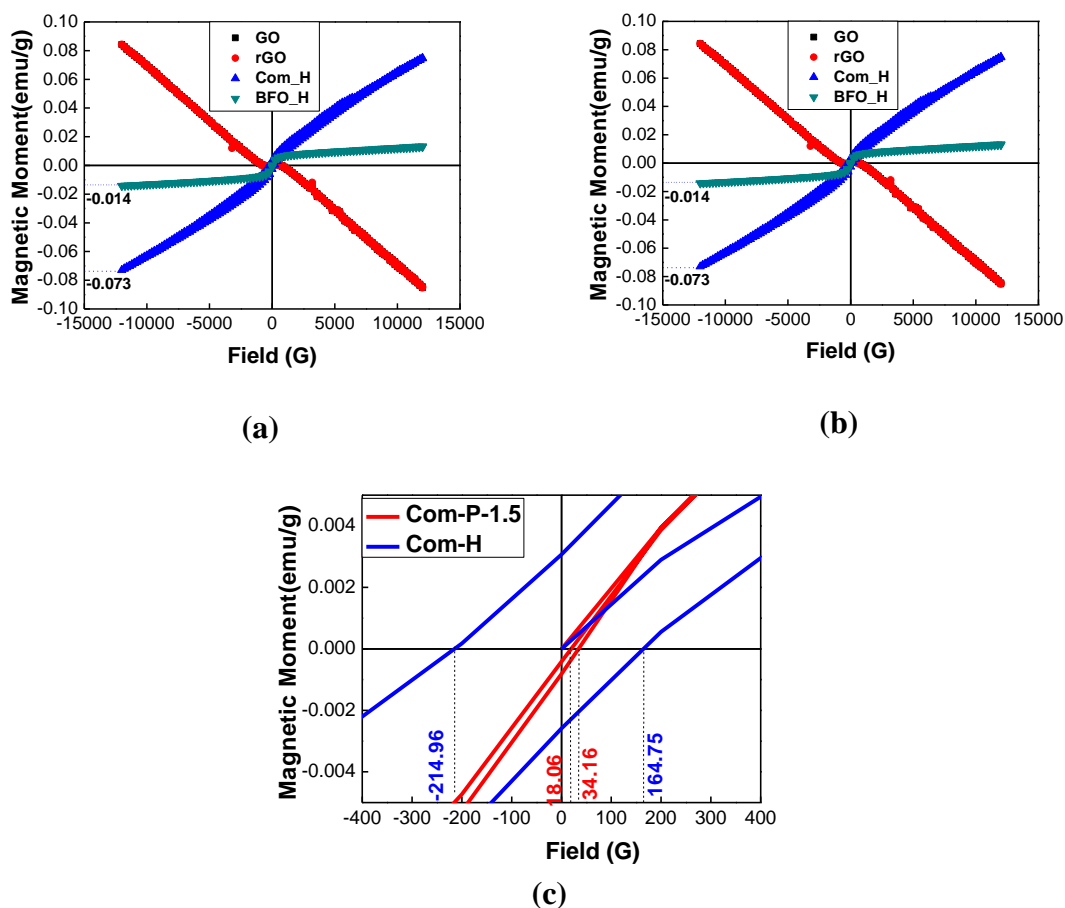 0.10
0.08
0.06
0.04
0.02
0.00
-0.02
-0.04
-0.06
-0.08
0.10
Magnetic Moment(emu/g)
GO
rGO
Com_H
BFO_H
-0.014
-0.073
-15000 -10000 -5000 0 5000 10000 15000
Field (G)
(a)
0.10
0.08
0.06
0.04
0.02
0.00
-0.02
-0.04
-0.06
-0.08
0.10
Magnetic Moment(emu/g)
GO
rGO
Com_H
BFO_H
-0.014
-0.073
-15000 -10000 -5000 0 5000 10000 15000
Field (G)
(b)
0.004
0.002
0.000
-0.002
-0.004
Magnetic Moment(emu/g)
Com-P-1.5
Com-H
-214.96
18.06
34.16
164.75
-400 -300 -200 -100 0 100 200 300 400
Field (G)
(c)